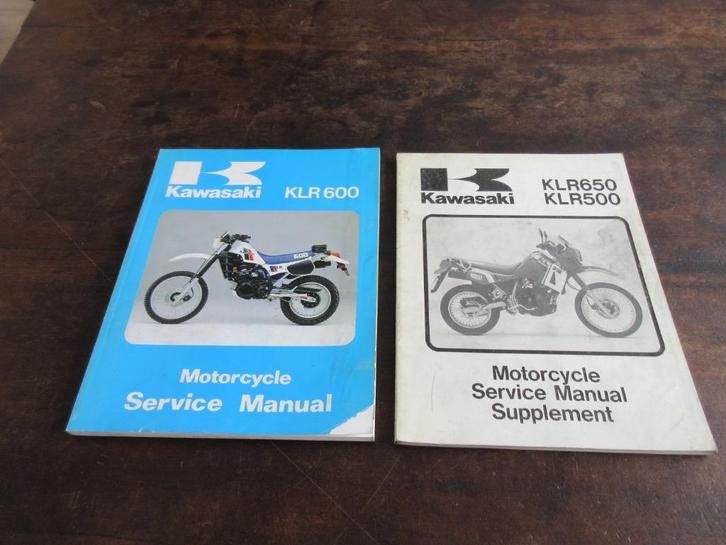 Kawasaki KLR 600
600
Motorcycle
Service Manual
Kawasaki
KLR650
KLR500
Motorcycle
Service Manual
Supplement